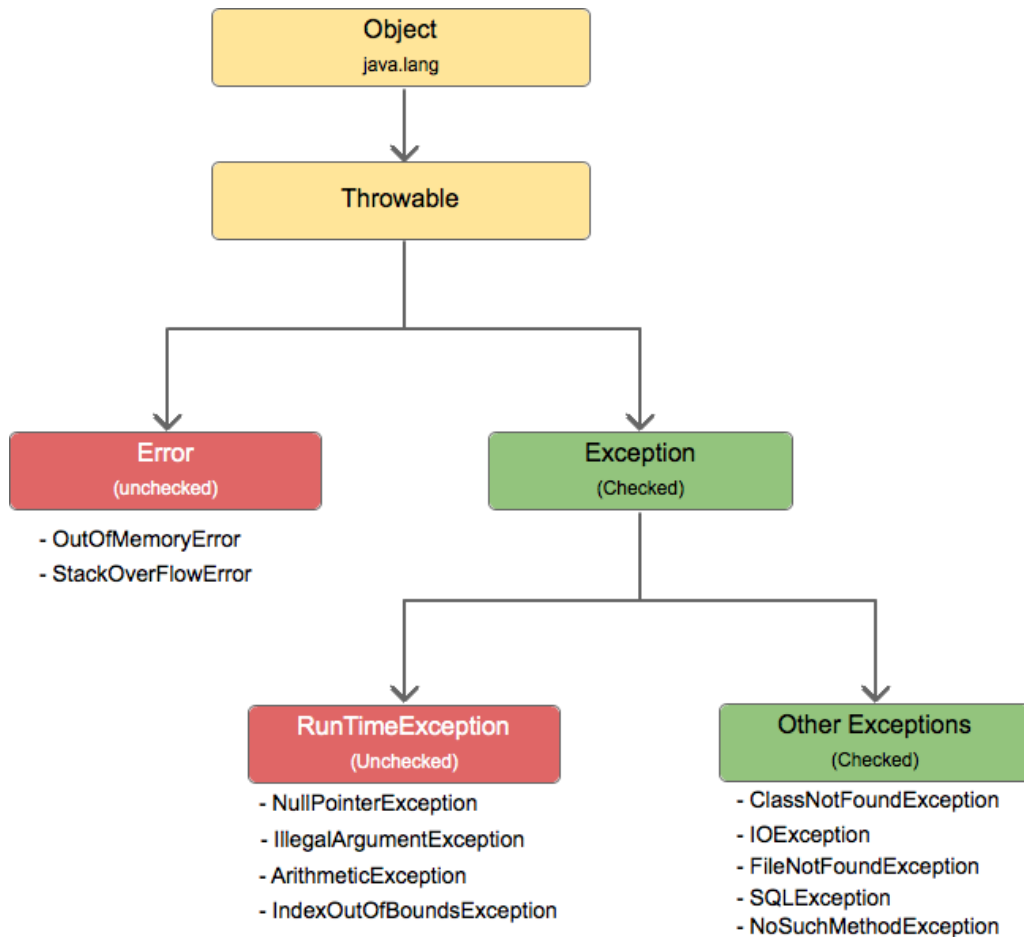 Object
java.lang
Throwable
Error
(unchecked)
- OutOfMemoryError
- StackOverFlowError
Exception
(Checked)
RunTimeException
(Unchecked)
- NullPointerException
- IllegalArgumentException
- ArithmeticException
- IndexOutOfBoundsException
Other Exceptions
(Checked)
- ClassNotFoundException
- IOException
- FileNotFoundException
- SQLException
- NoSuchMethodException